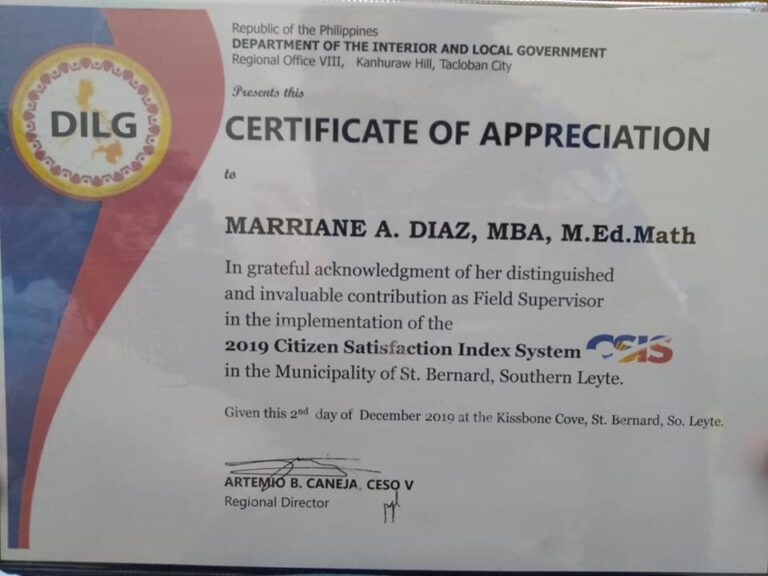 Republic of the Philippines
DEPARTMENT OF THE INTERIOR AND LOCAL GOVERNMENT
Regional Office VIII, Kanhuraw Hill, Tacloban City
DILG
Presents this
CERTIFICATE OF APPRECIATION
to
MARRIANE A. DIAZ, MBA, M.Ed.Math
In grateful acknowledgment of her distinguished
and invaluable contribution as Field Supervisor
in the implementation of the
2019 Citizen Satisfaction Index System CSIS
in the Municipality of St. Bernard, Southern Leyte.
Given this 2nd day of December 2019 at the Kissbone Cove, St. Bernard, So. Leyte.
ARTEMIO B. CANEJA, CESO V
Regional Director